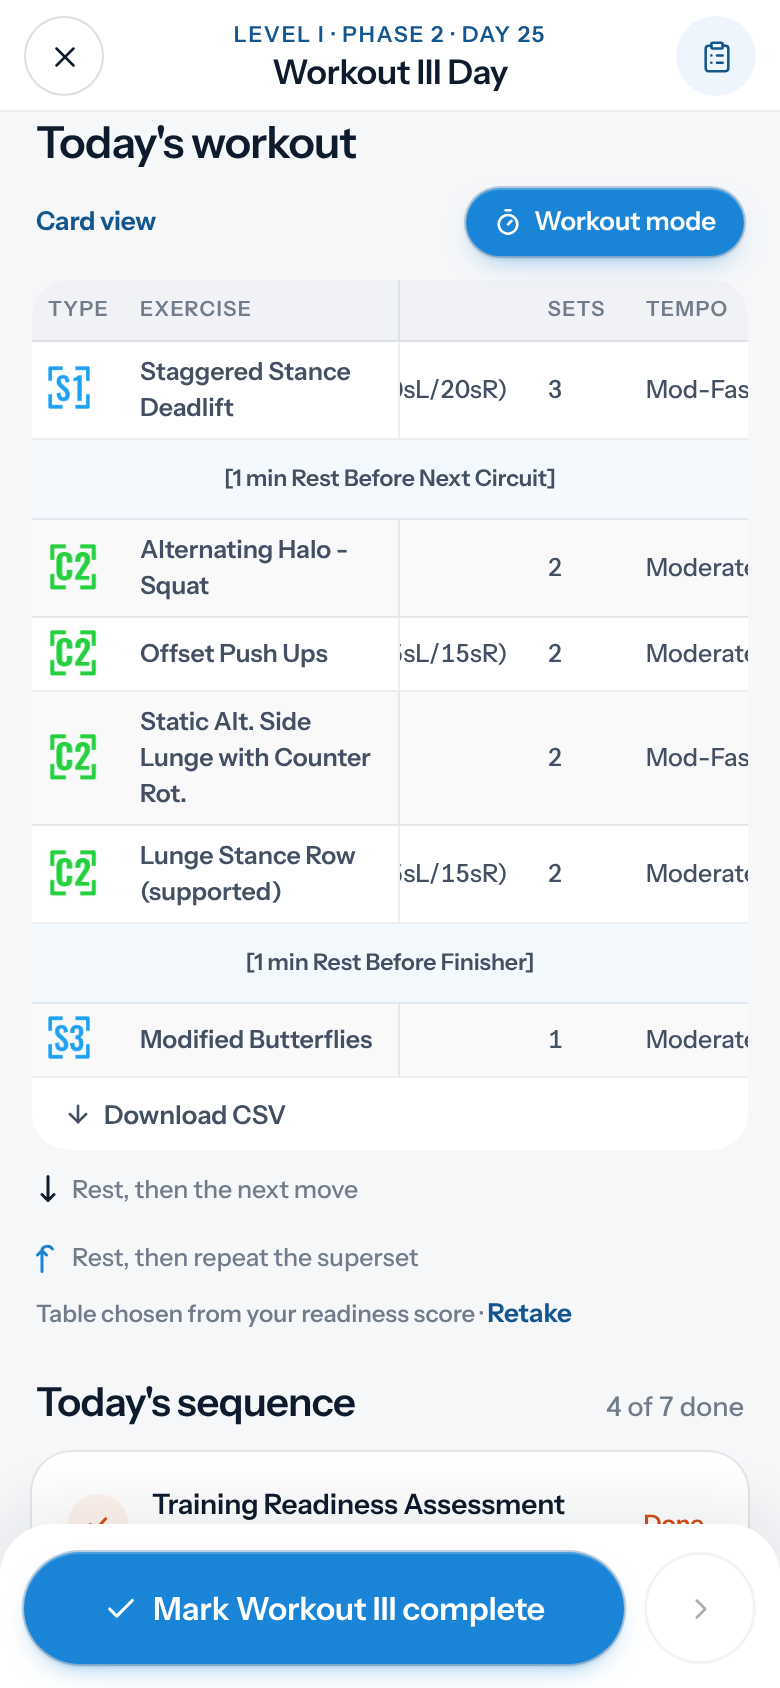 LEVEL I · PHASE 2 · DAY 25
Workout III Day
Today's workout
Card view
Workout mode
TYPE EXERCISE SETS TEMPO
S1 Staggered Stance Deadlift sL/20sR) 3 Mod-Fas
[1 min Rest Before Next Circuit]
C2 Alternating Halo - Squat 2 Moderate
C2 Offset Push Ups sL/15sR) 2 Moderate
C2 Static Alt. Side Lunge with Counter Rot. 2 Mod-Fas
C2 Lunge Stance Row (supported) sL/15sR) 2 Moderate
[1 min Rest Before Finisher]
S3 Modified Butterflies 1 Moderate
Download CSV
Rest, then the next move
Rest, then repeat the superset
Table chosen from your readiness score · Retake
Today's sequence
4 of 7 done
Training Readiness Assessment
Done
Mark Workout III complete